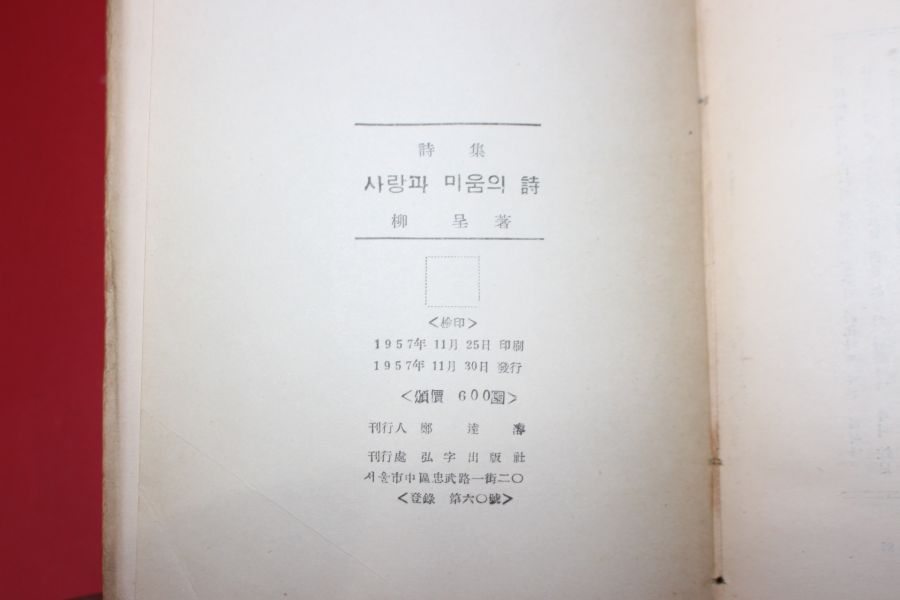 詩 集
사랑과 미움의 詩
柳 呈 著
<檢印>
1957年 11月 25日 印刷
1957年 11月 30日 發行
<頒價 600圜>
刊行人 鄭 達
刊行處 弘字出版社
서울市中區忠武路一街二〇
<登錄 第六〇號>